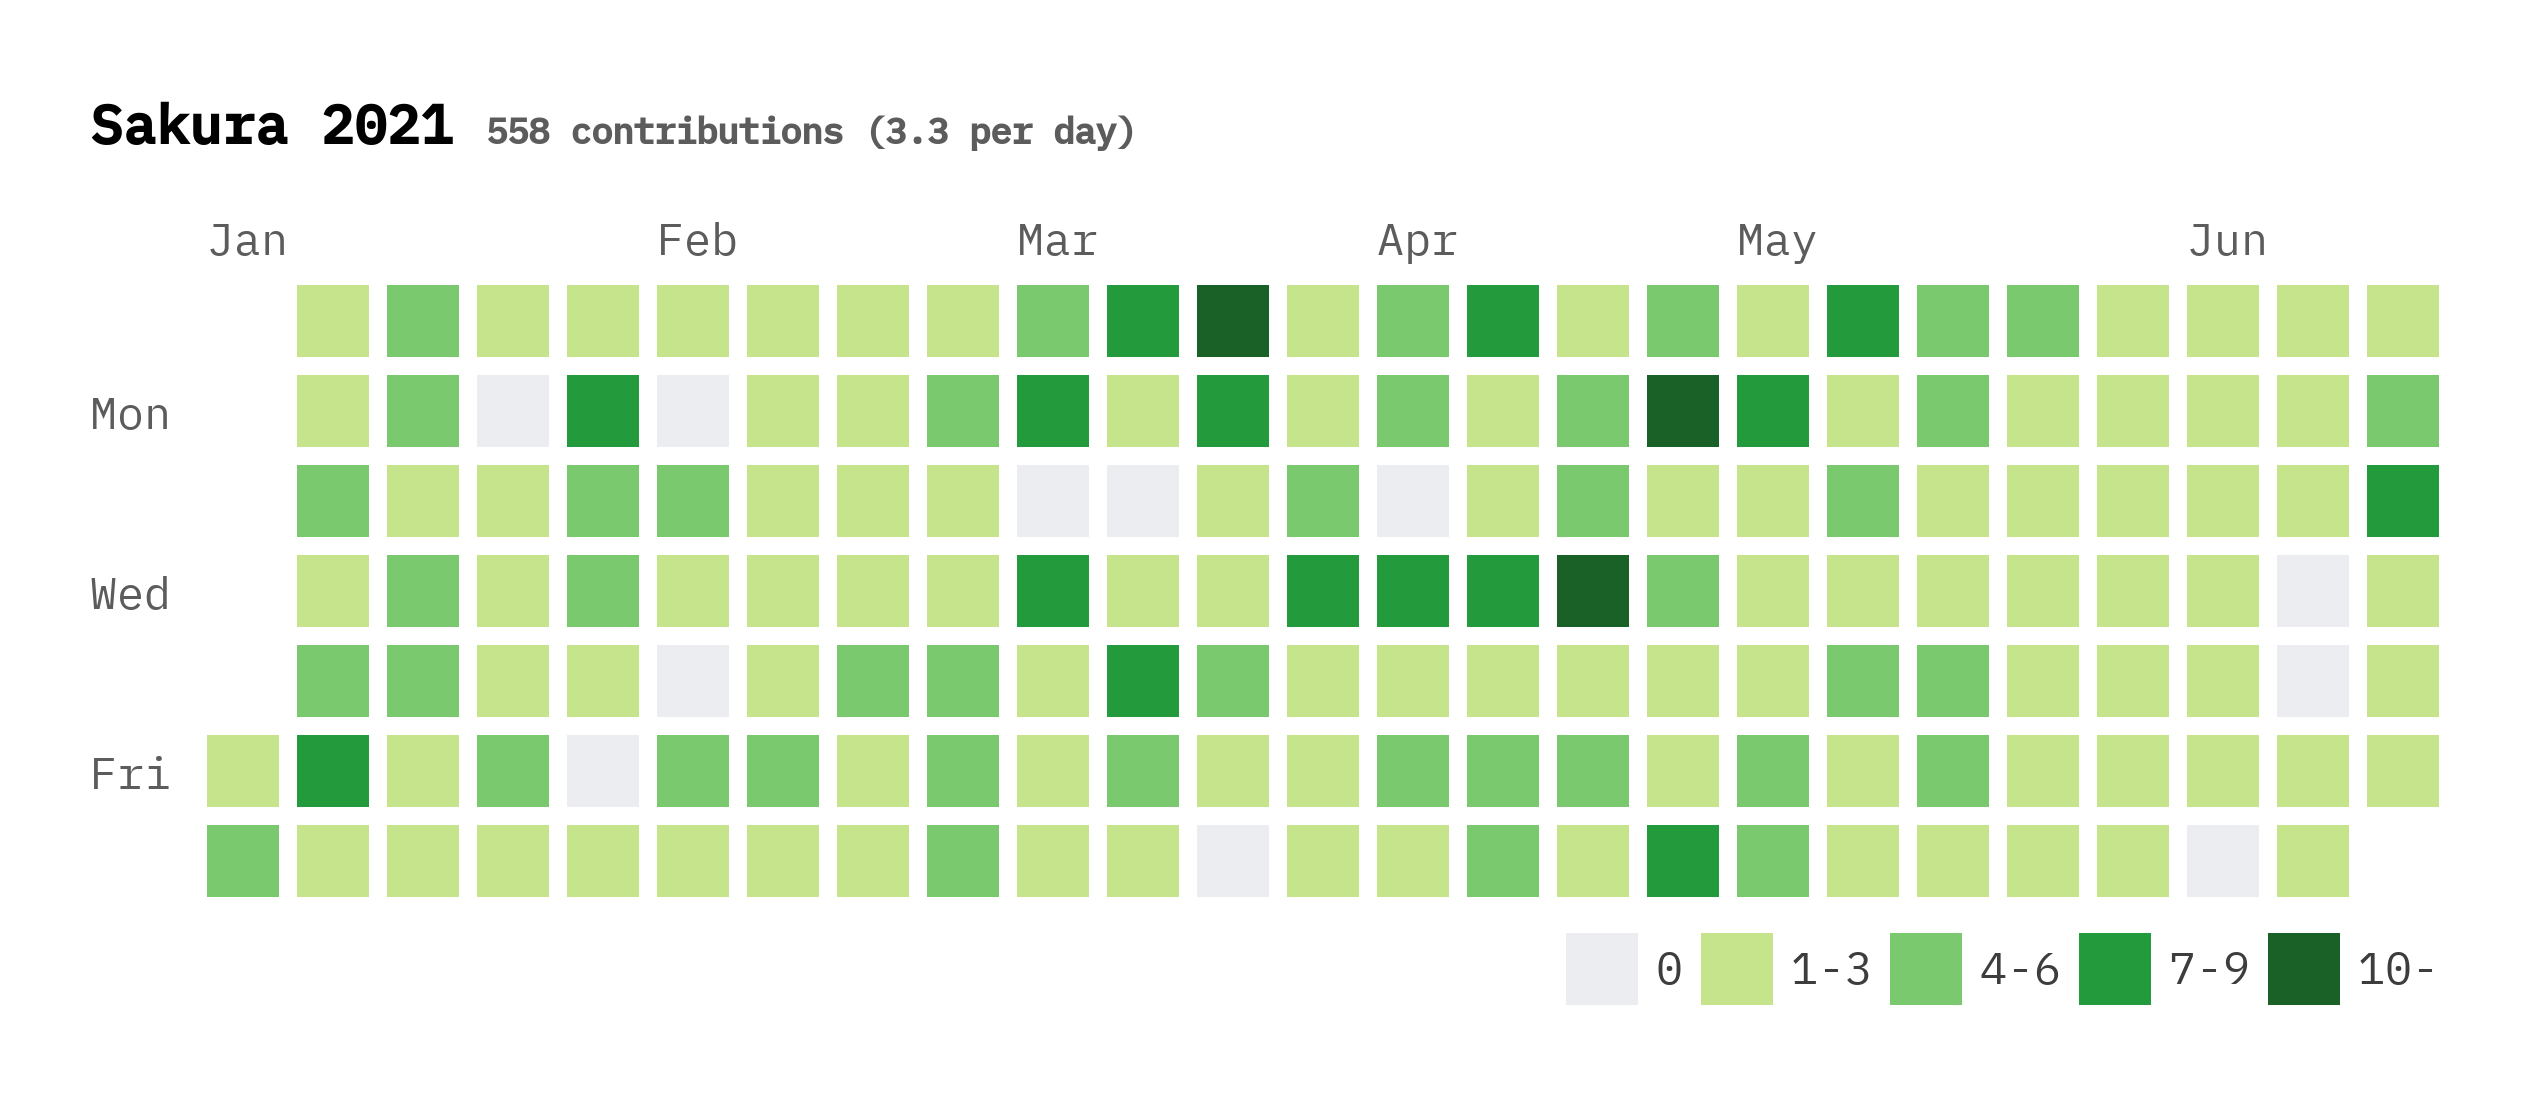 Sakura 2021 558 contributions (3.3 per day)
Jan Feb Mar Apr May Jun
Mon
Wed
Fri
0 1-3 4-6 7-9 10-